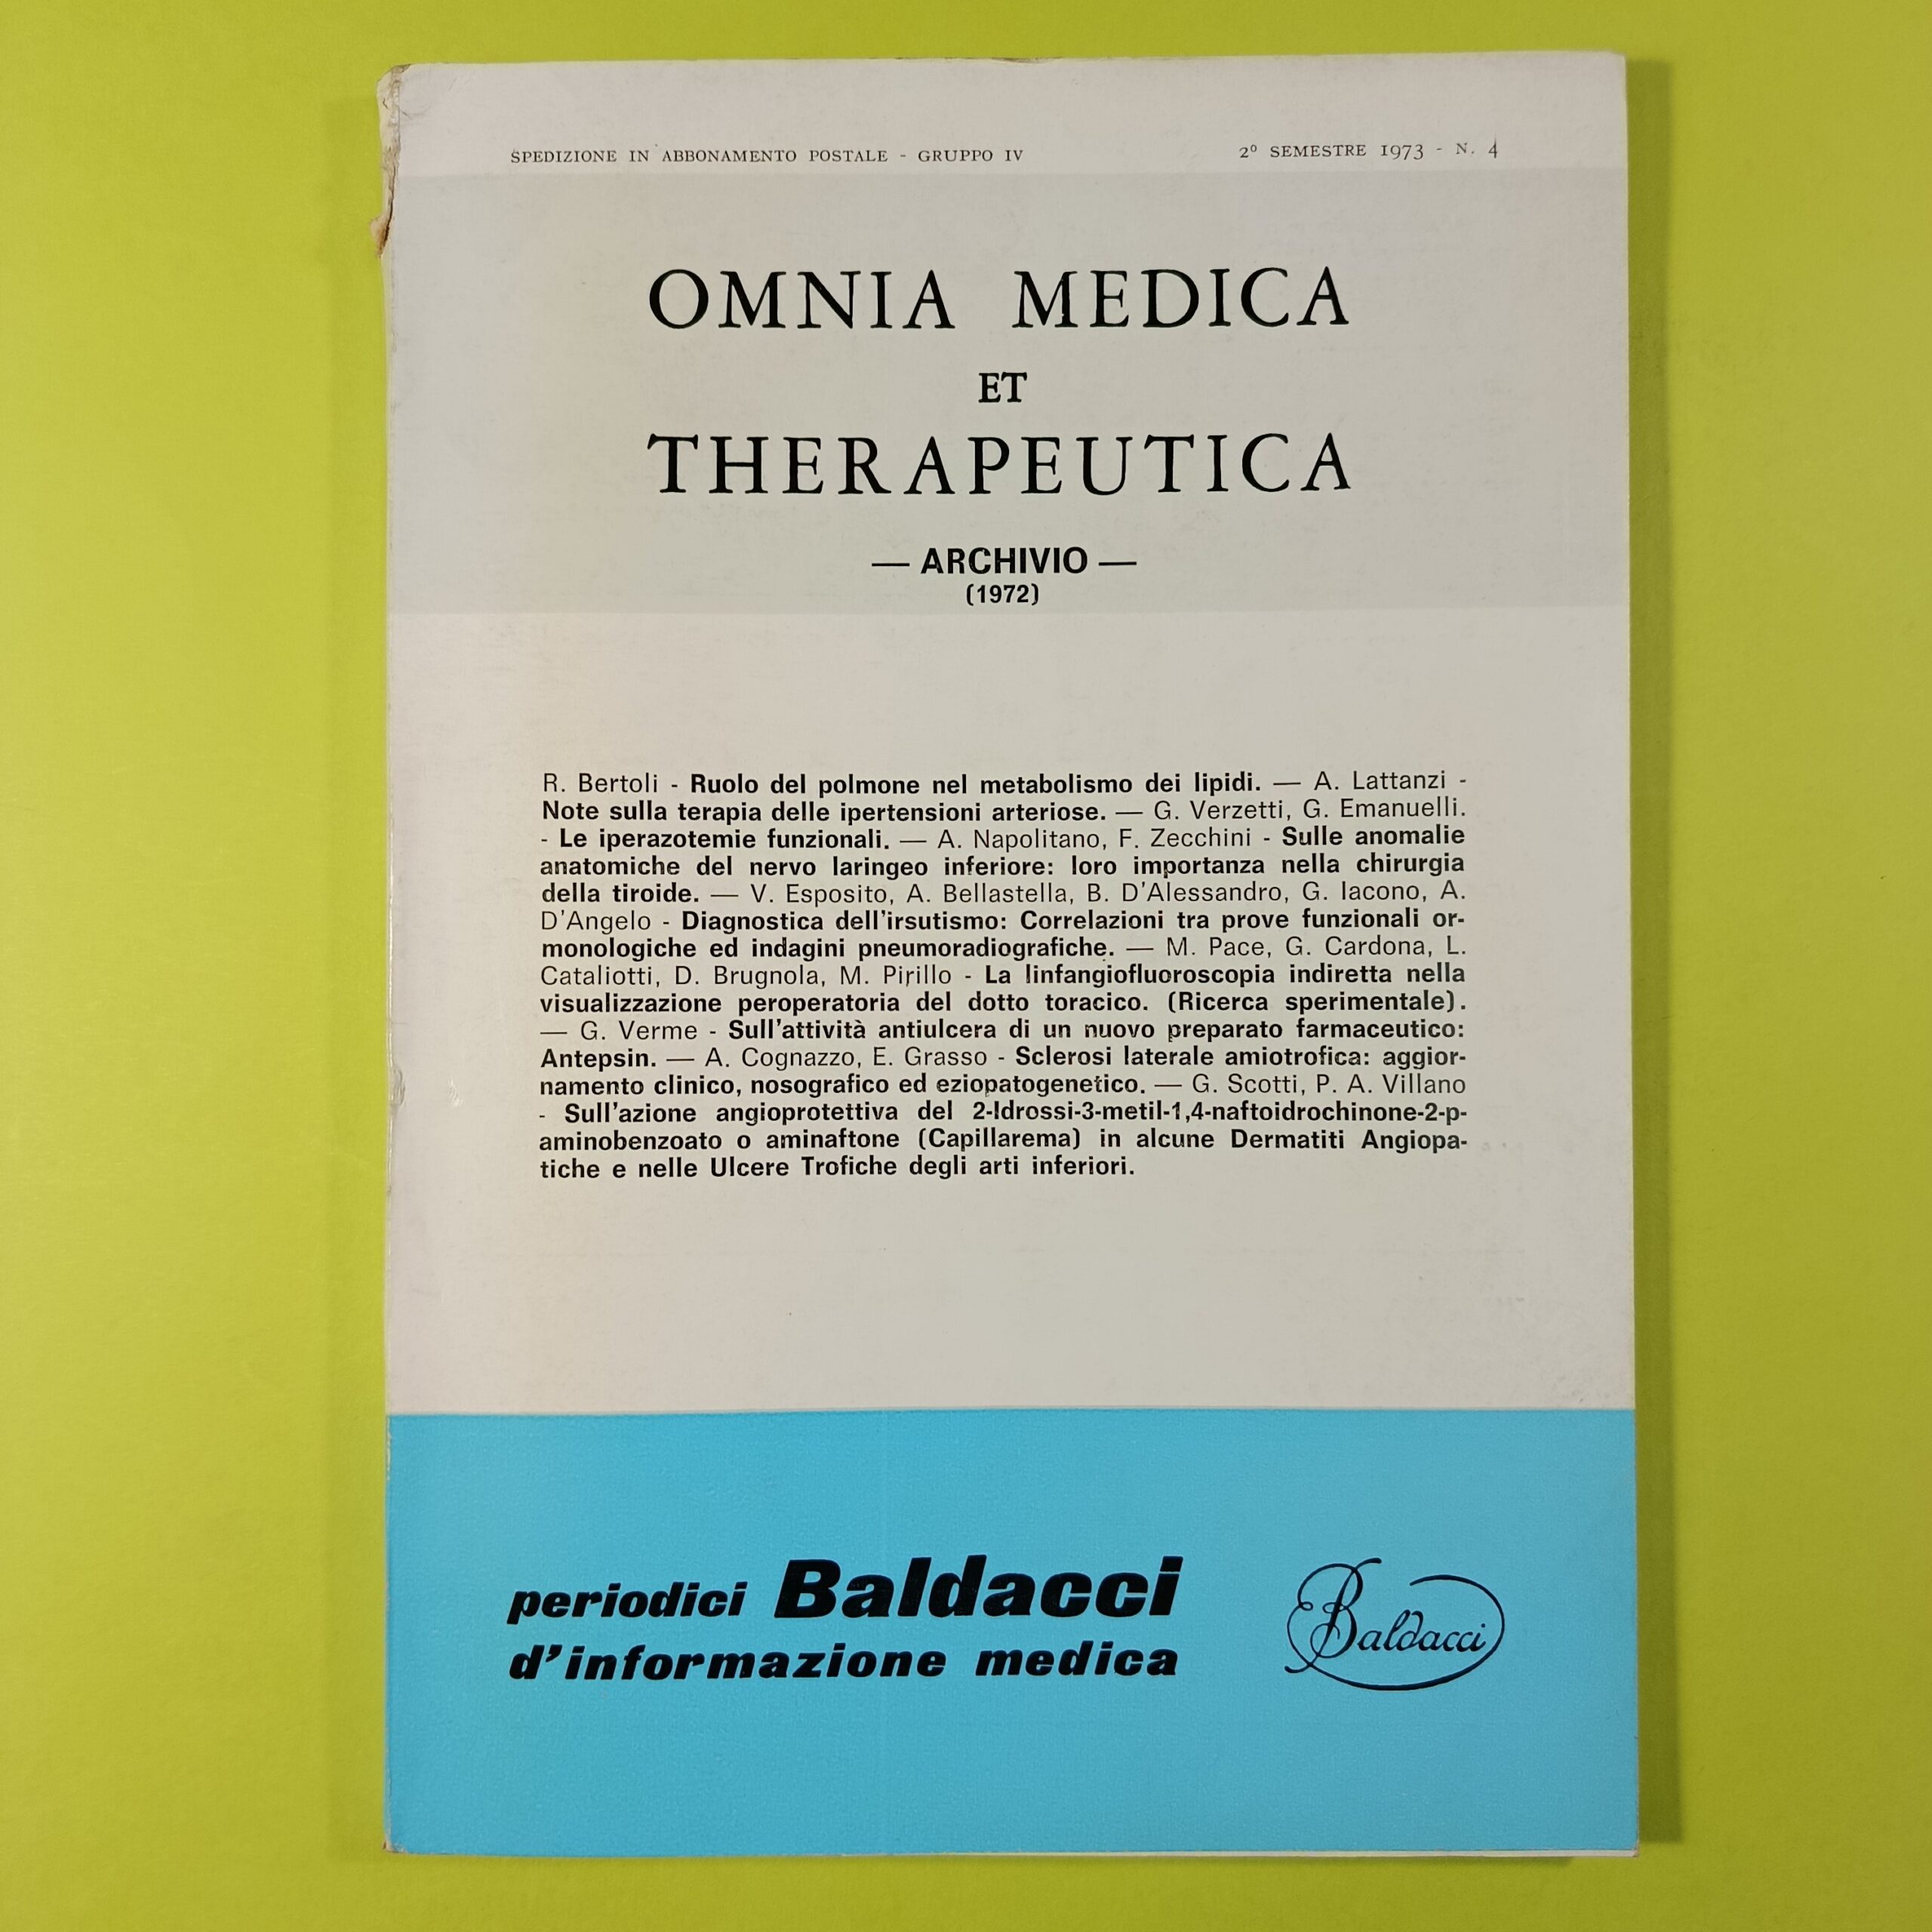 SPEDIZIONE IN ABBONAMENTO POSTALE - GRUPPO IV 2º SEMESTRE 1973 - N. 4
OMNIA MEDICA
ET
THERAPEUTICA
— ARCHIVIO —
(1972)
R. Bertoli - Ruolo del polmone nel metabolismo dei lipidi. — A. Lattanzi -
Note sulla terapia delle ipertensioni arteriose. — G. Verzetti, G. Emanuelli.
- Le iperazotemie funzionali. — A. Napolitano, F. Zecchini - Sulle anomalie
anatomiche del nervo laringeo inferiore: loro importanza nella chirurgia
della tiroide. — V. Esposito, A. Bellastella, B. D'Alessandro, G. Iacono, A.
D'Angelo - Diagnostica dell'irsutismo: Correlazioni tra prove funzionali or-
monologiche ed indagini pneumoradiografiche. — M. Pace, G. Cardona, L.
Cataliotti, D. Brugnola, M. Pirillo - La linfangiofluoroscopia indiretta nella
visualizzazione peroperatoria del dotto toracico. (Ricerca sperimentale).
— G. Verme - Sull'attività antiulcera di un nuovo preparato farmaceutico:
Antepsin. — A. Cognazzo, E. Grasso - Sclerosi laterale amiotrofica: aggior-
namento clinico, nosografico ed eziopatogenetico. — G. Scotti, P. A. Villano
- Sull'azione angioprotettiva del 2-Idrossi-3-metil-1,4-naftoidrochinone-2-p-
aminobenzoato o aminaftone (Capillarema) in alcune Dermatiti Angiopa-
tiche e nelle Ulcere Trofiche degli arti inferiori.
periodici Baldacci
d'informazione medica
Baldacci